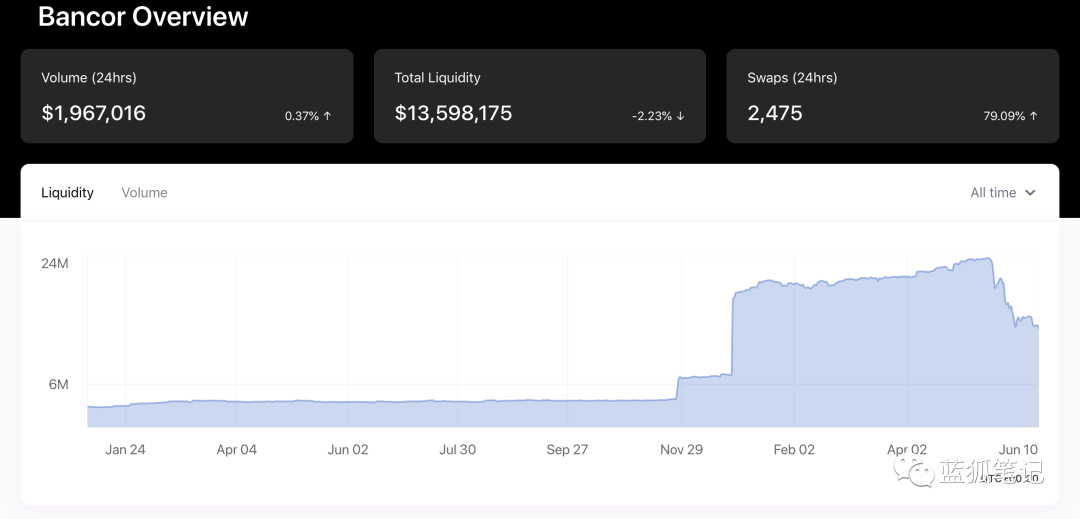 Bancor Overview
Volume (24hrs)
$1,967,016
0.37% ↑
Total Liquidity
$13,598,175
-2.23% ↓
Swaps (24hrs)
2,475
79.09% ↑
Liquidity Volume
All time
24M
6M
Jan 24 Apr 04 Jun 02 Jul 30 Sep 27 Nov 29 Feb 02 Apr 02 Jun 10
蓝狐笔记